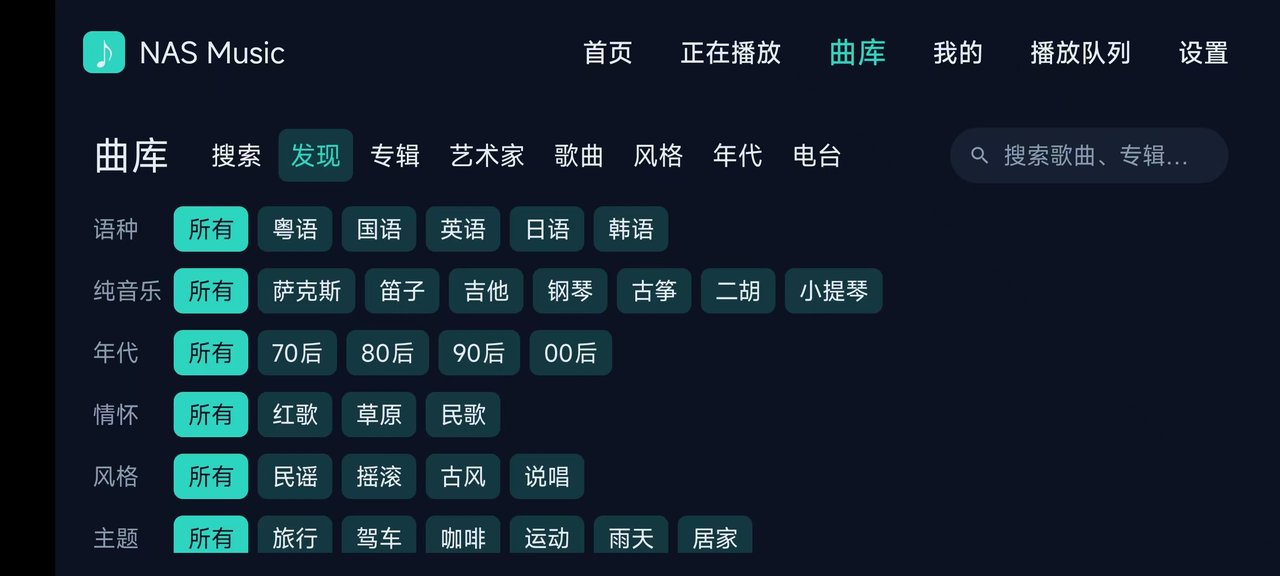 NAS Music 首页 正在播放 曲库 我的 播放队列 设置
曲库 搜索 发现 专辑 艺术家 歌曲 风格 年代 电台 搜索歌曲、专辑...
语种 所有 粤语 国语 英语 日语 韩语
纯音乐 所有 萨克斯 笛子 吉他 钢琴 古筝 二胡 小提琴
年代 所有 70后 80后 90后 00后
情怀 所有 红歌 草原 民歌
风格 所有 民谣 摇滚 古风 说唱
主题 所有 旅行 驾车 咖啡 运动 雨天 居家